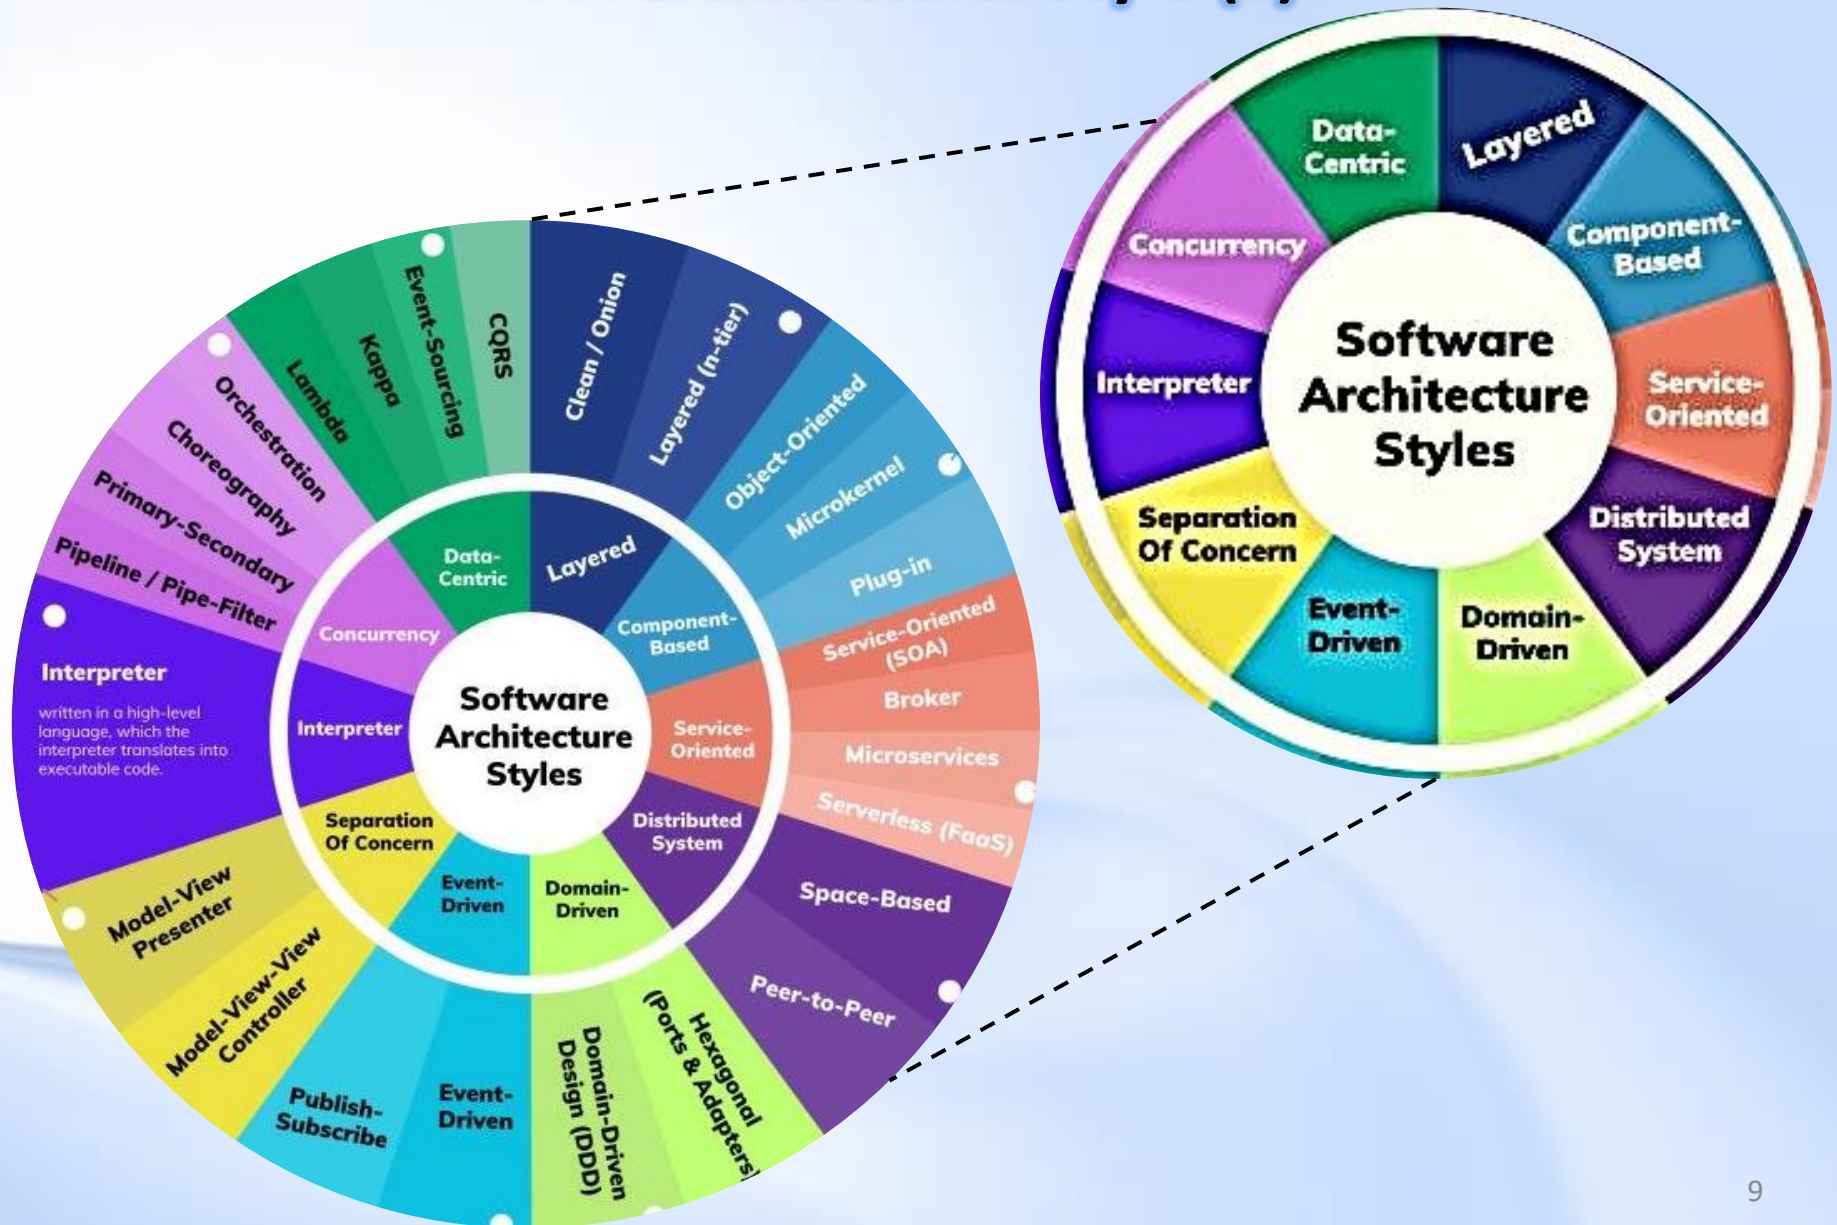 Data-
Centric
Layered
Component-
Based
Service-
Oriented
Distributed
System
Domain-
Driven
Event-
Driven
Separation
Of Concern
Interpreter
Concurrency
Software
Architecture
Styles
Clean / Onion
Layered (n-tier)
Object-Oriented
Microkernel
Plug-in
Service-Oriented
(SOA)
Broker
Microservices
Serverless (FaaS)
Space-Based
Peer-to-Peer
Hexagonal
(Ports & Adapters)
Domain-Driven
Design (DDD)
Event-
Driven
Publish-
Subscribe
Model-View-View
Controller
Model-View
Presenter
Interpreter
written in a high-level
language, which the
interpreter translates into
executable code.
Pipeline / Pipe-Filter
Primary-Secondary
Choreography
Orchestration
Lambda
Kappa
Event-Sourcing
CQRS
Data-
Centric
Layered
Component-
Based
Service-
Oriented
Distributed
System
Domain-
Driven
Event-
Driven
Separation
Of Concern
Interpreter
Concurrency
Software
Architecture
Styles
9